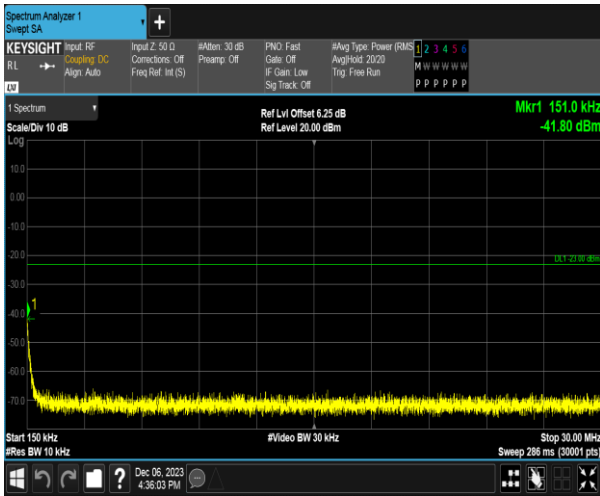 Spectrum Analyzer 1
Swept SA
+
KEYSIGHT Input: RF Input Z: 50 Ω #Atten: 30 dB PNO: Fast #Avg Type: Power (RMS 1 2 3 4 5 6
RL Coupling: DC Corrections: Off Preamp: Off Gate: Off Avg|Hold: 20/20 M W W W W W
Align: Auto Freq Ref: Int (S) IF Gain: Low Trig: Free Run
Sig Track: Off P P P P P P
LXI
1 Spectrum Mkr1 151.0 kHz
Ref Lvl Offset 6.25 dB
Scale/Div 10 dB Ref Level 20.00 dBm -41.80 dBm
Log
10.0
0.00
-10.0
-20.0
DL1 -23.00 dBm
-30.0
1
-40.0
-50.0
-60.0
-70.0
Start 150 kHz #Video BW 30 kHz Stop 30.00 MHz
#Res BW 10 kHz Sweep 286 ms (30001 pts)
? Dec 06, 2023
4:36:03 PM